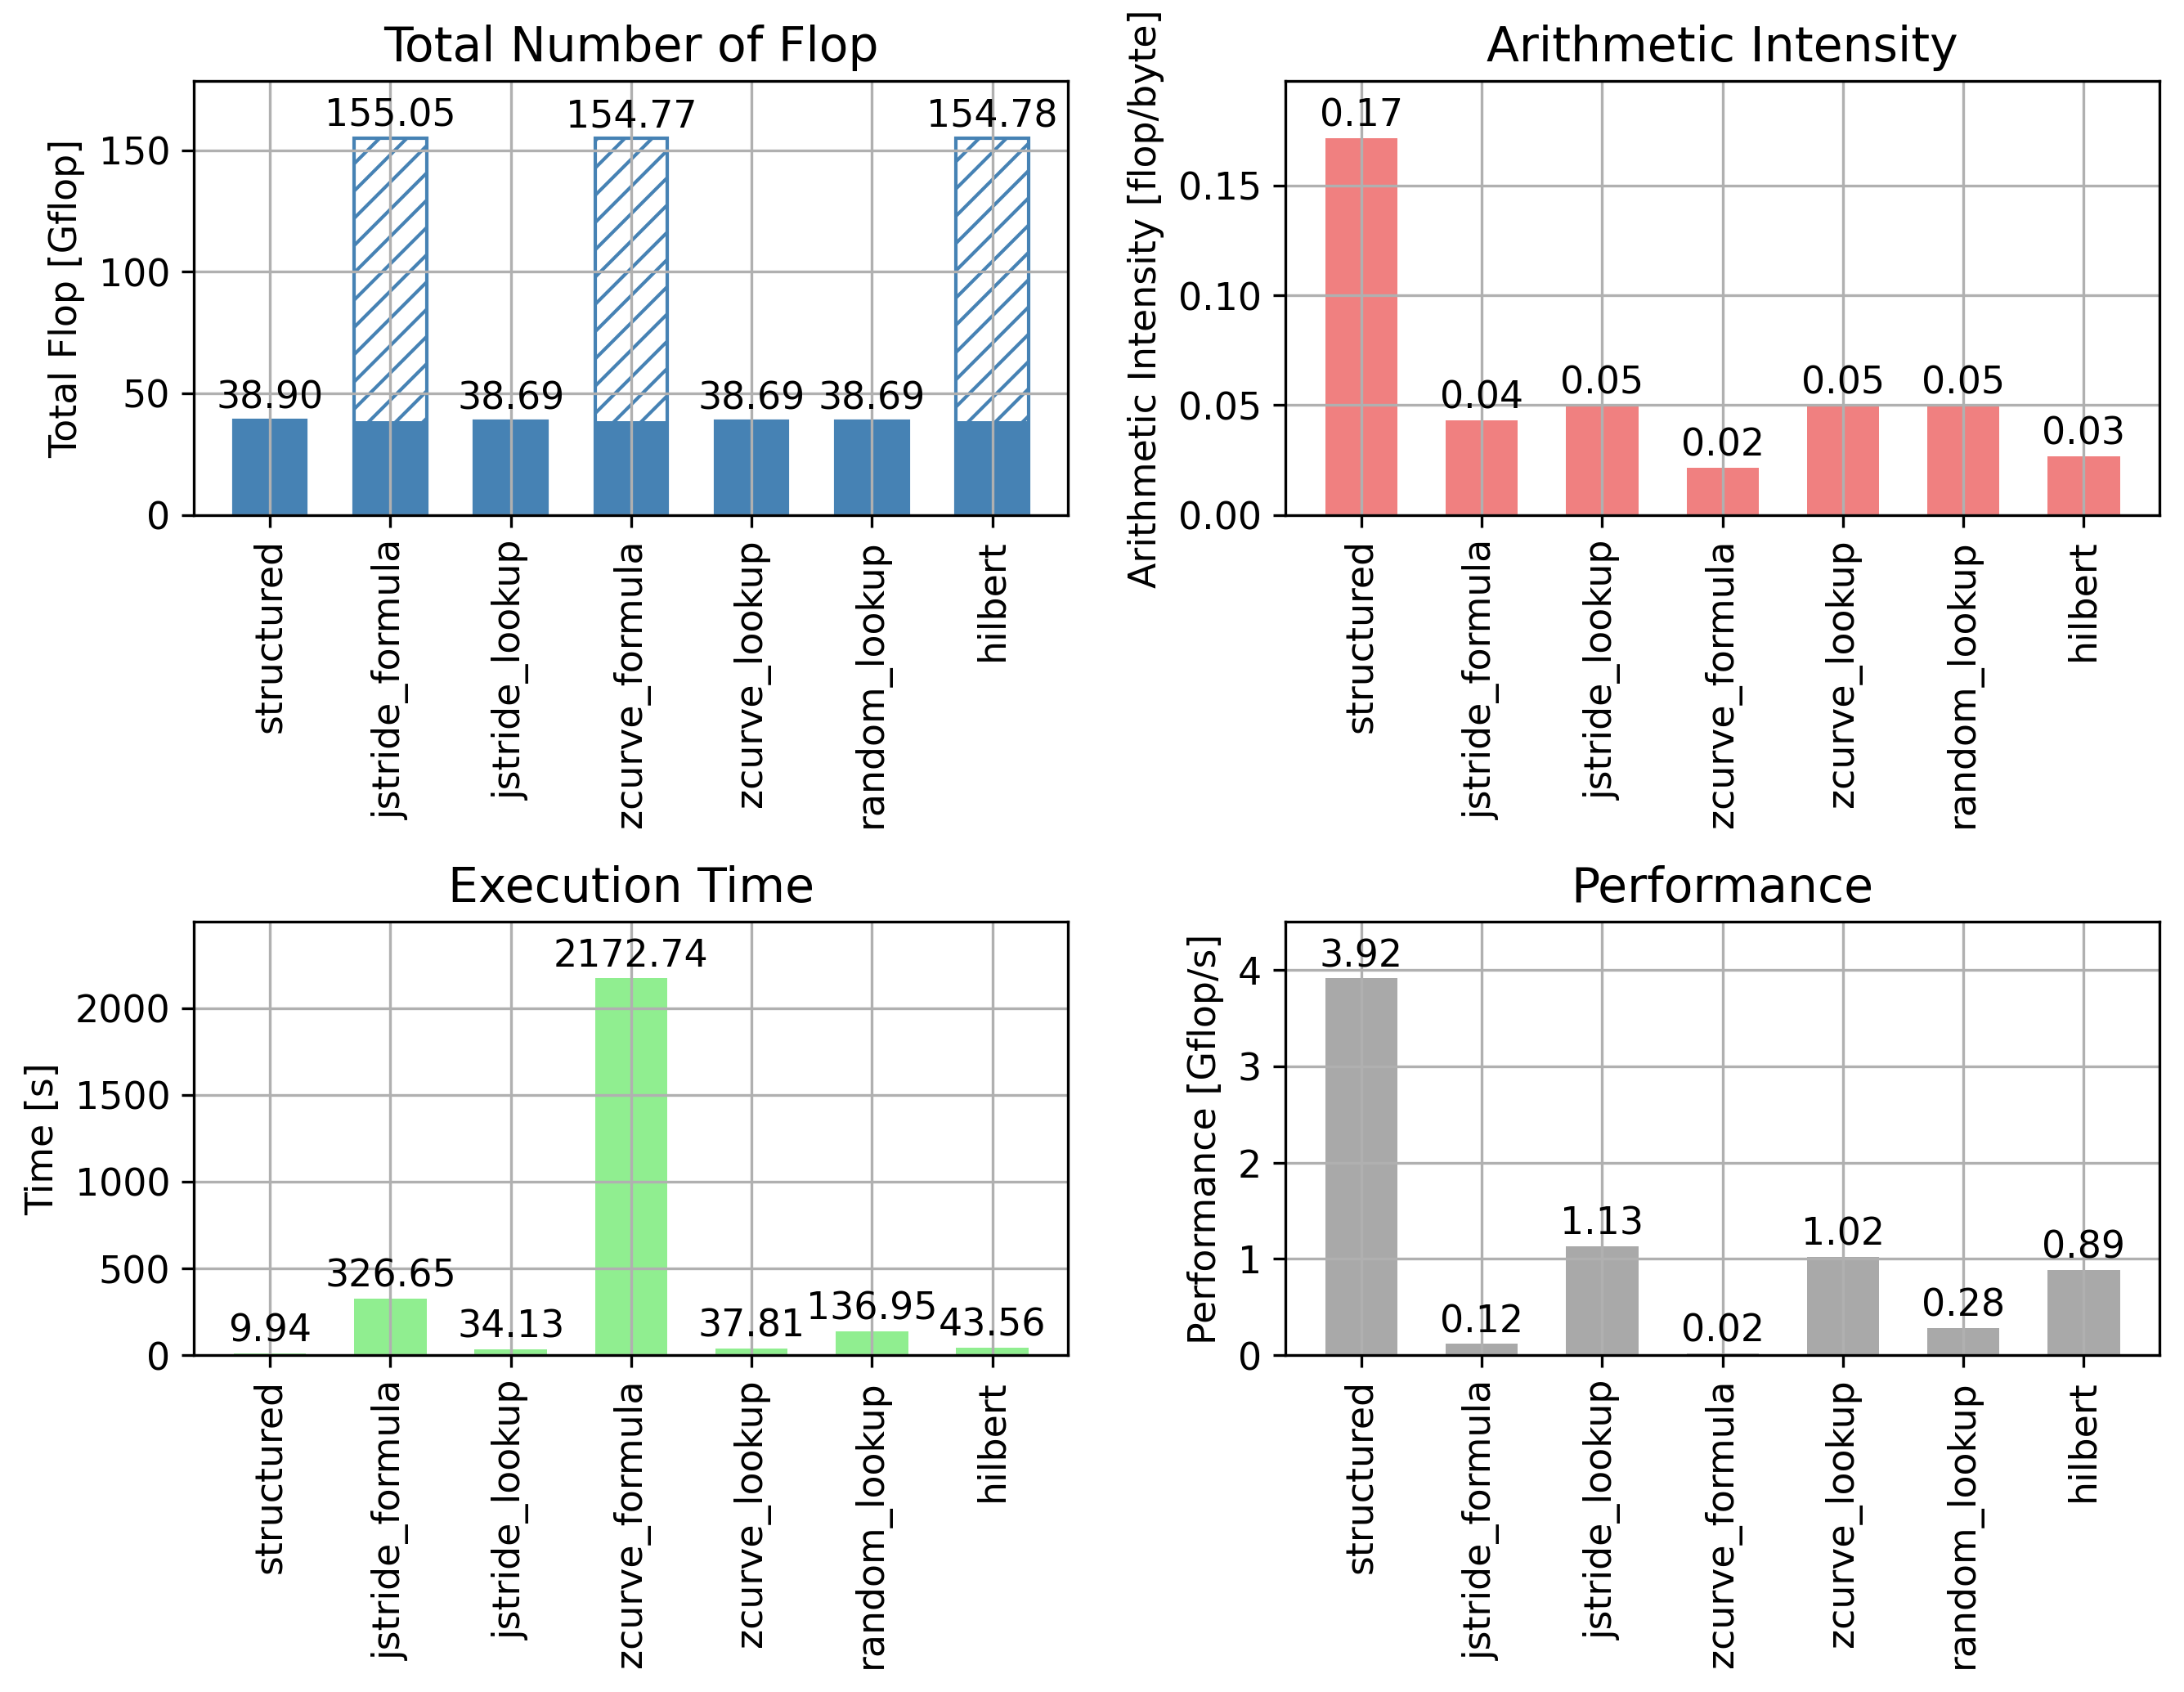 Total Number of Flop
Total Flop [Gflop]
150
100
50
0
38.90
155.05
38.69
154.77
38.69
38.69
154.78
structured
jstride_formula
jstride_lookup
zcurve_formula
zcurve_lookup
random_lookup
hilbert
Arithmetic Intensity
Arithmetic Intensity [flop/byte]
0.15
0.10
0.05
0.00
0.17
0.04
0.05
0.02
0.05
0.05
0.03
structured
jstride_formula
jstride_lookup
zcurve_formula
zcurve_lookup
random_lookup
hilbert
Execution Time
Time [s]
2000
1500
1000
500
0
9.94
326.65
34.13
2172.74
37.81
136.95
43.56
structured
jstride_formula
jstride_lookup
zcurve_formula
zcurve_lookup
random_lookup
hilbert
Performance
Performance [Gflop/s]
4
3
2
1
0
3.92
0.12
1.13
0.02
1.02
0.28
0.89
structured
jstride_formula
jstride_lookup
zcurve_formula
zcurve_lookup
random_lookup
hilbert